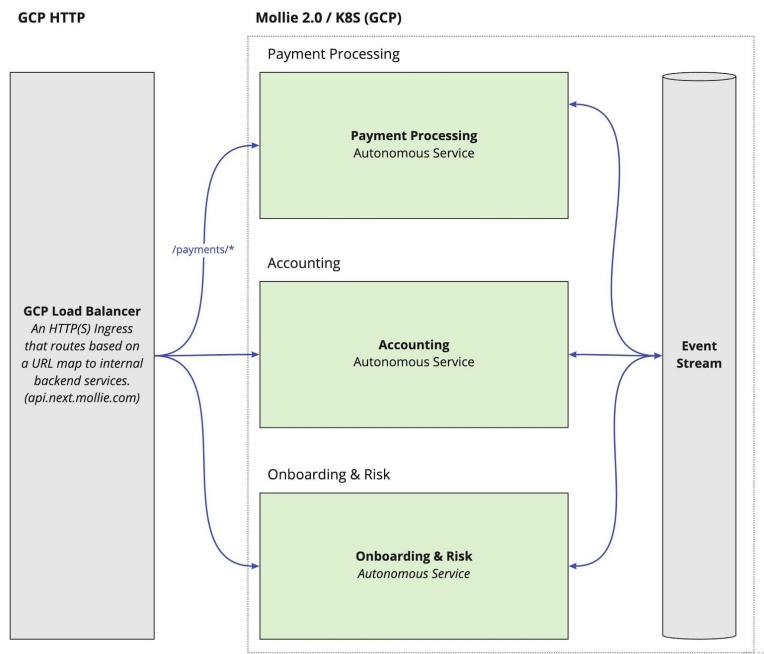 GCP HTTP
Mollie 2.0 / K8S (GCP)
Payment Processing
Payment Processing
Autonomous Service
/payments/*
Accounting
GCP Load Balancer
An HTTP(S) Ingress
that routes based on
a URL map to internal
backend services.
(api.next.mollie.com)
Accounting
Autonomous Service
Event
Stream
Onboarding & Risk
Onboarding & Risk
Autonomous Service